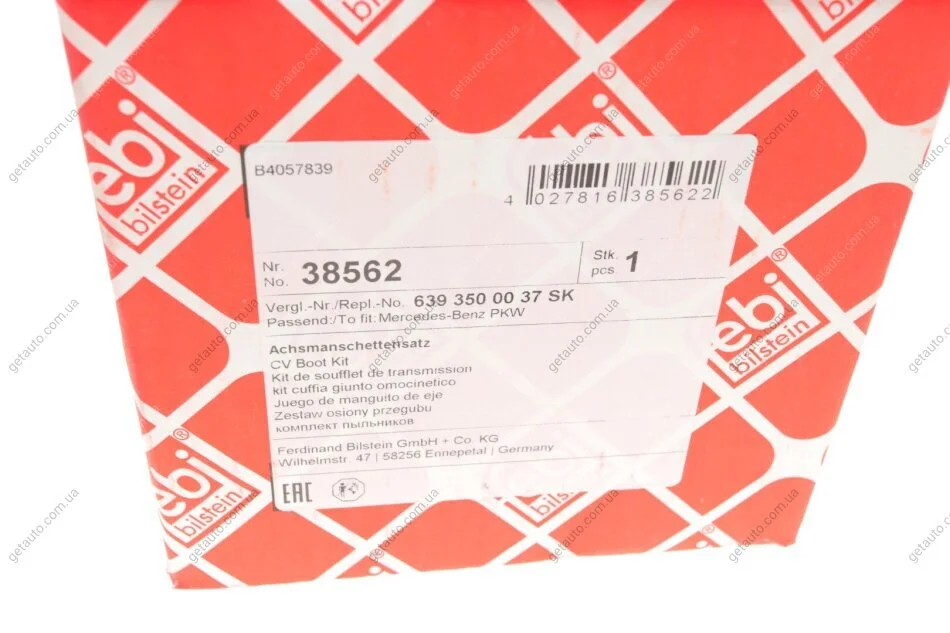 febi®
bilstein
B4057839
4 027816 385622
Nr.
No. 38562
Stk.
pcs. 1
Vergl.-Nr./Repl.-No. 639 350 00 37 SK
Passend:/To fit: Mercedes-Benz PKW
Achsmanschettensatz
CV Boot Kit
Kit de soufflet de transmission
kit cuffia giunto omocinetico
Juego de manguito de eje
Zestaw osiony przegubu
комплект пыльников
Ferdinand Bilstein GmbH + Co. KG
Wilhelmstr. 47 | 58256 Ennepetal | Germany
EAC
getauto.com.ua